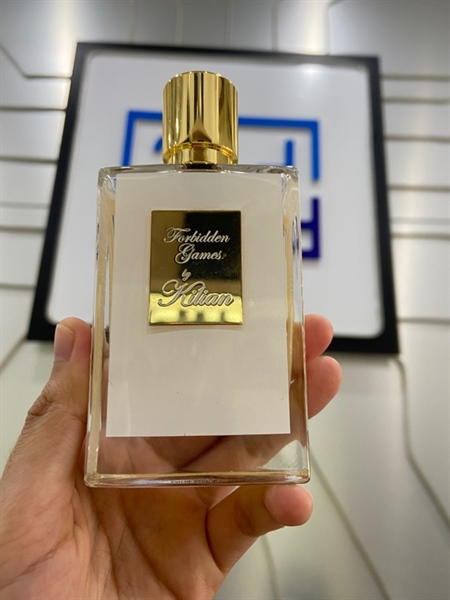 Forbidden
Games
by
Kilian